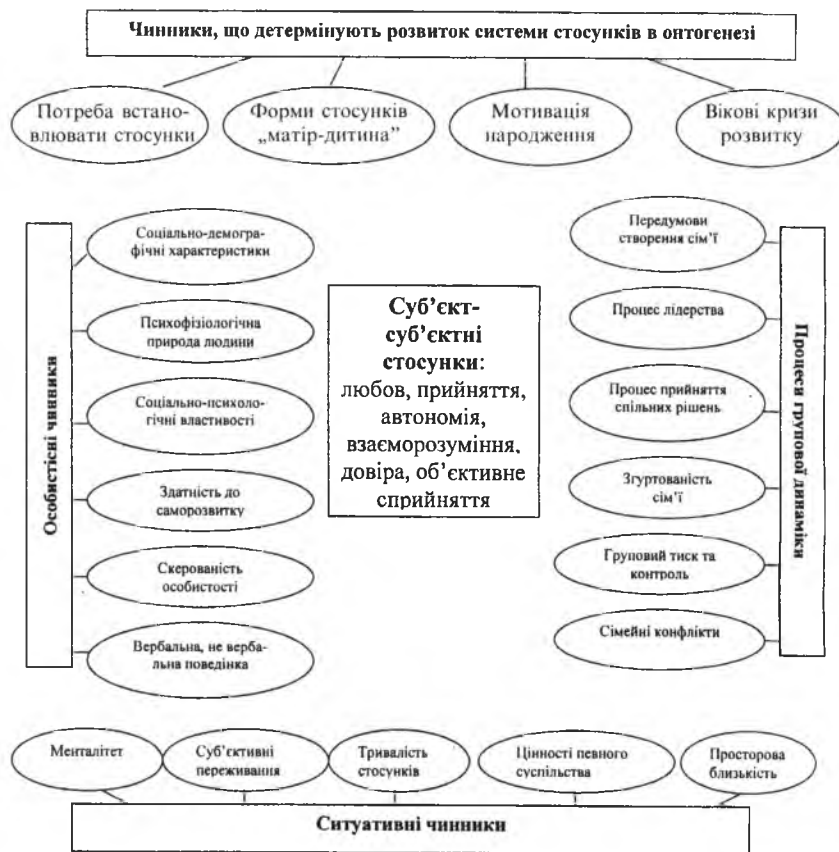 Чинники, що детермінують розвиток системи стосунків в онтогенезі
Потреба встано-
влювати стосунки
Форми стосунків
„матір-дитина”
Мотивація
народження
Вікові кризи
розвитку
Особистісні чинники
Соціально-демогра-
фічні характеристики
Психофізіологічна
природа людини
Соціально-психоло-
гічні властивості
Здатність до
саморозвитку
Скерованість
особистості
Вербальна, не верба-
льна поведінка
Суб’єкт-
суб’єктні
стосунки:
любов, прийняття,
автономія,
взаєморозуміння,
довіра, об’єктивне
сприйняття
Передумови
створення сім’ї
Процес лідерства
Процес прийняття
спільних рішень
Згуртованість
сім’ї
Груповий тиск та
контроль
Сімейні конфлікти
Процеси групової динаміки
Менталітет
Суб’єктивні
переживання
Тривалість
стосунків
Цінності певного
суспільства
Просторова
близькість
Ситуативні чинники